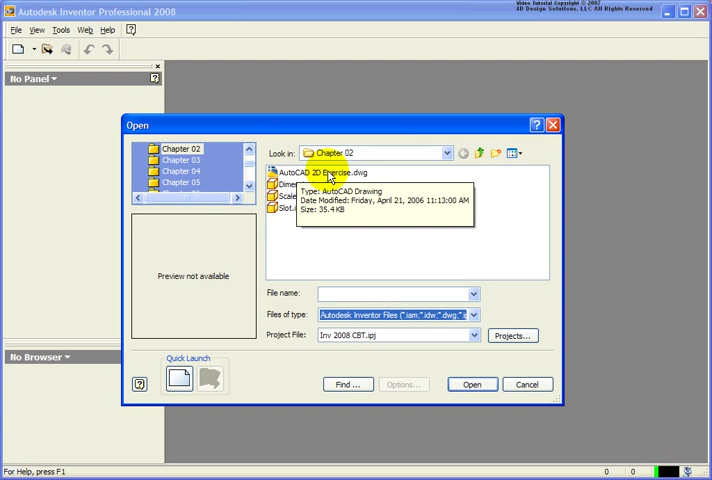 Autodesk Inventor Professional 2008
Video Tutorial Copyright © 2007
4D Design Solutions, LLC All Rights Reserved
File View Tools Web Help
No Panel
Open
Chapter 02
Chapter 03
Chapter 04
Chapter 05
Look in:
Chapter 02
AutoCAD 2D Exercise.dwg
Dime
Scale
Slot.i
Type: AutoCAD Drawing
Date Modified: Friday, April 21, 2006 11:13:00 AM
Size: 35.4 KB
Preview not available
File name:
Files of type:
Autodesk Inventor Files (*.iam;*.idw;*.dwg;*.i
Project File:
Inv 2008 CBT.ipj
Projects...
No Browser
Quick Launch
Find ...
Options...
Open
Cancel
For Help, press F1
0
0